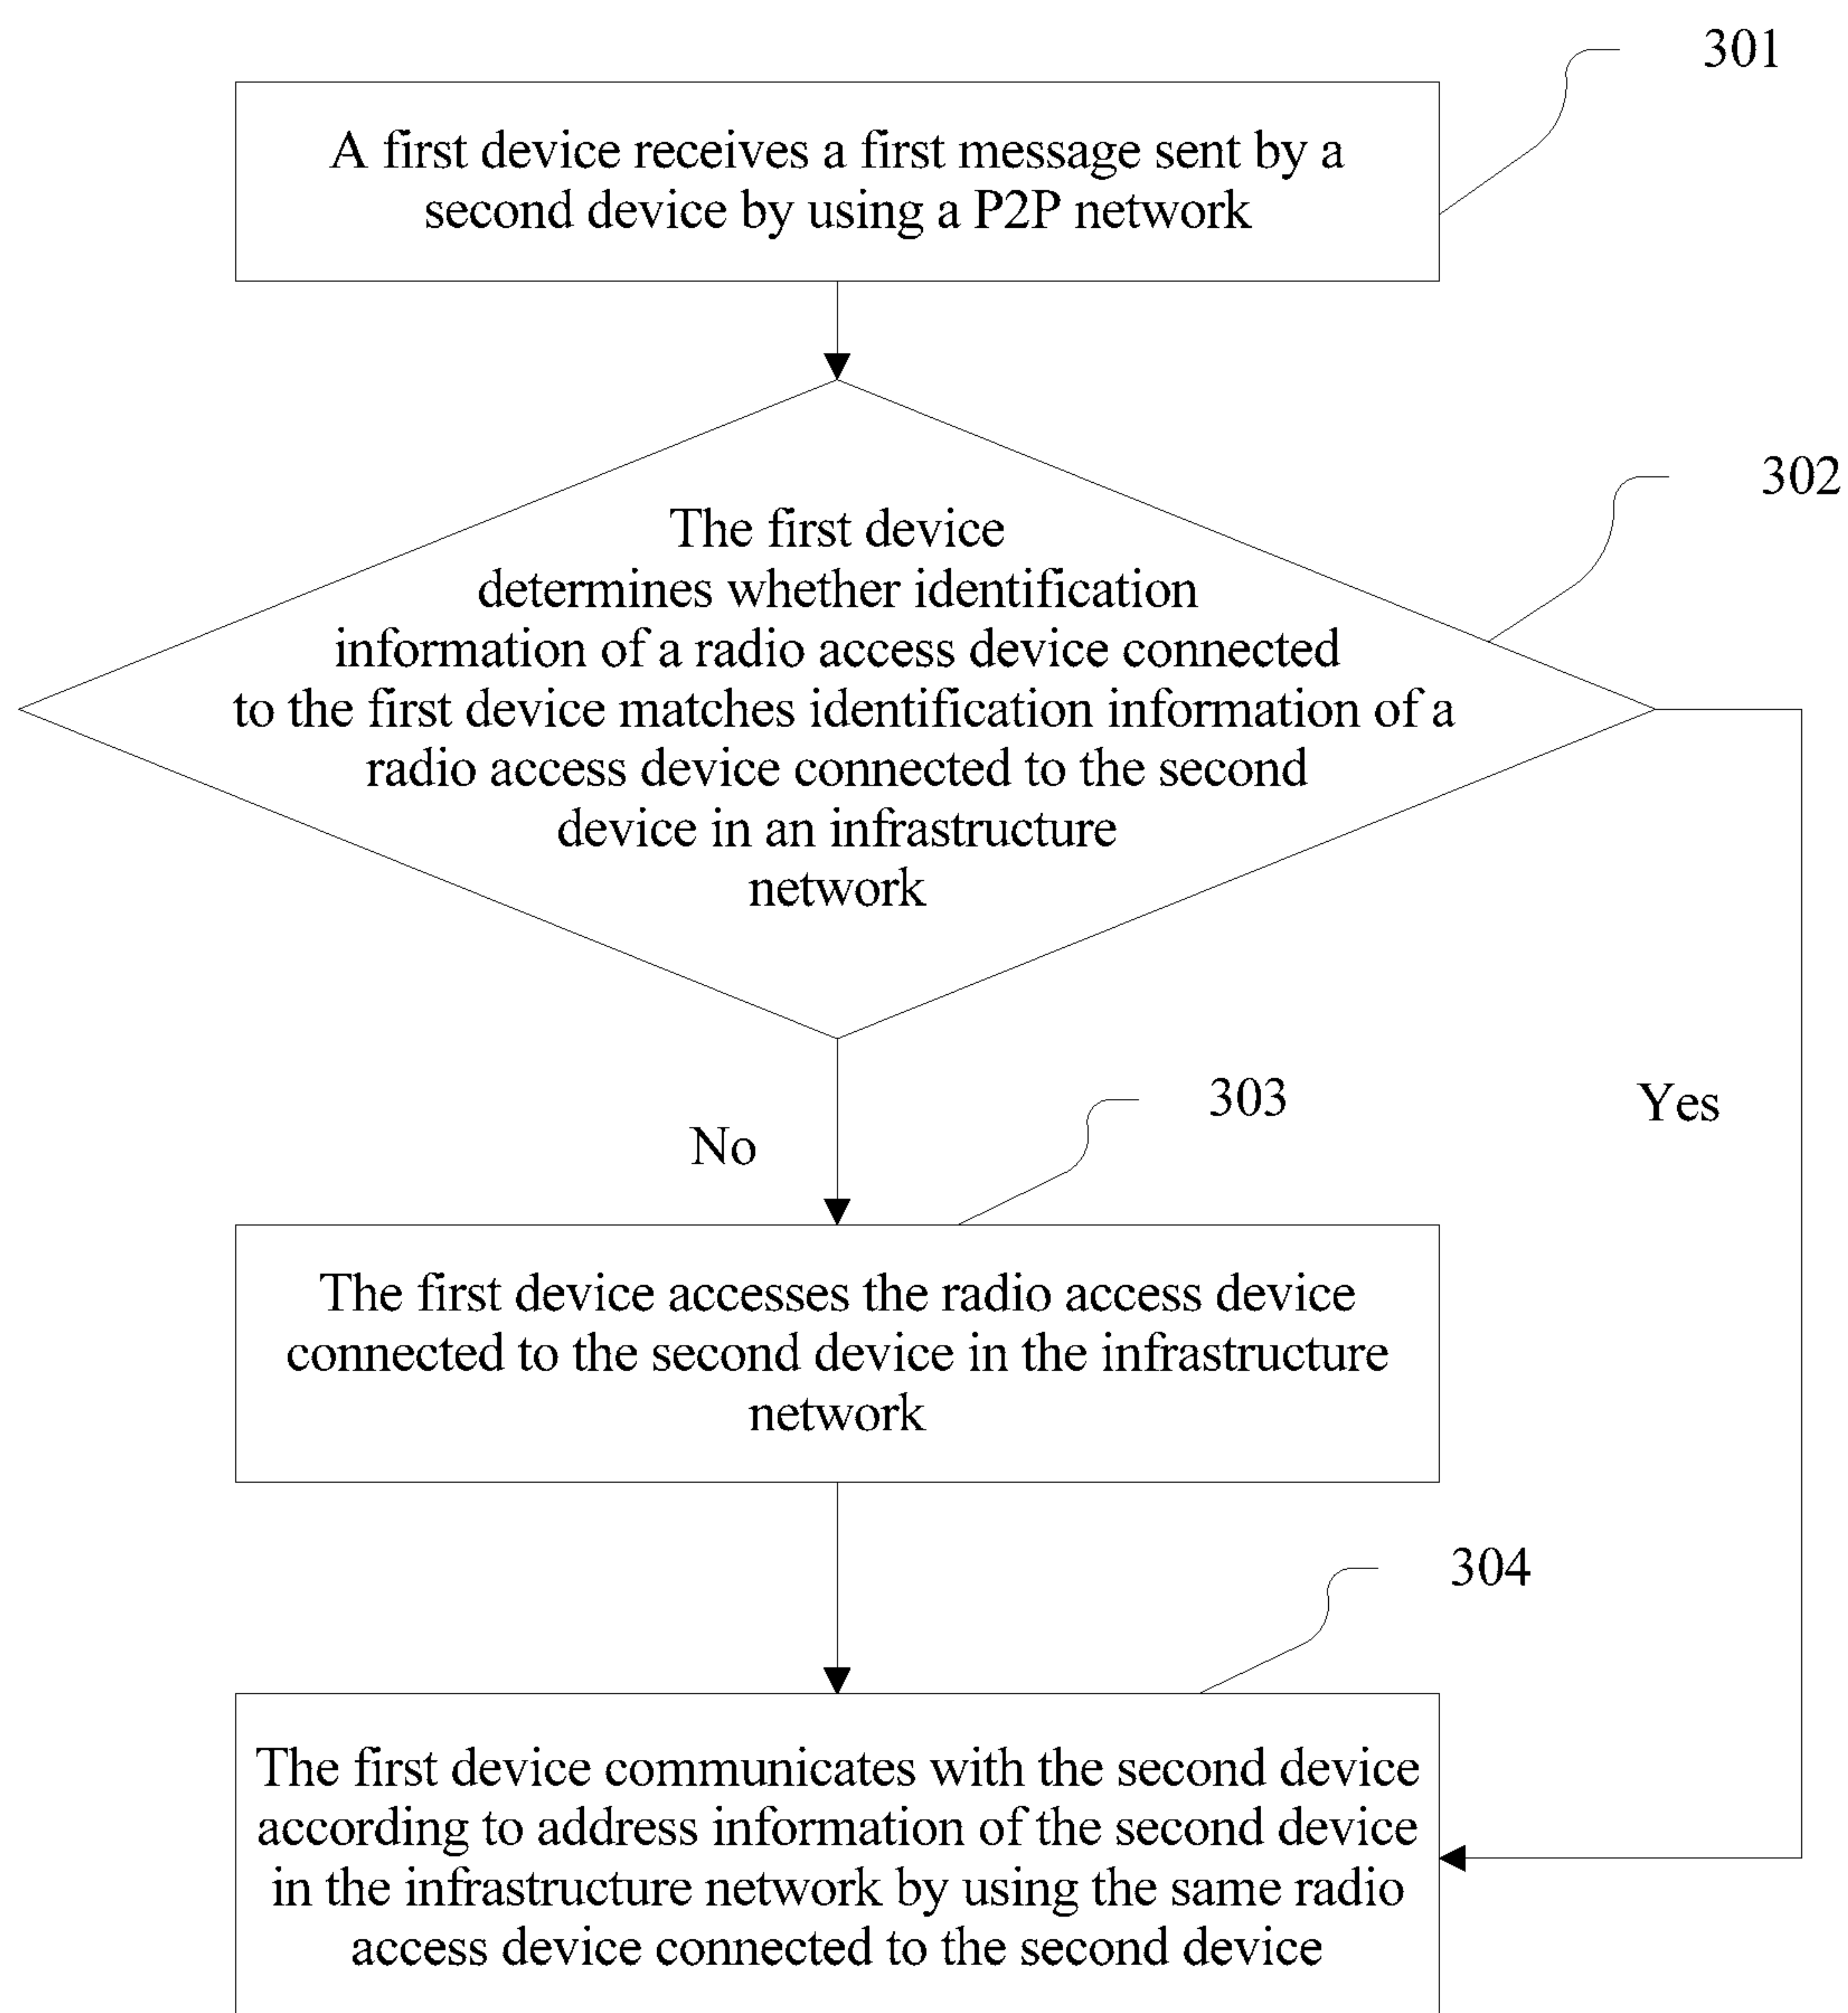 301
A first device receives a first message sent by a
second device by using a P2P network
302
The first device
determines whether identification
information of a radio access device connected
to the first device matches identification information of a
radio access device connected to the second
device in an infrastructure
network
303
Yes
No
The first device accesses the radio access device
connected to the second device in the infrastructure
network
304
The first device communicates with the second device
according to address information of the second device
in the infrastructure network by using the same radio
access device connected to the second device